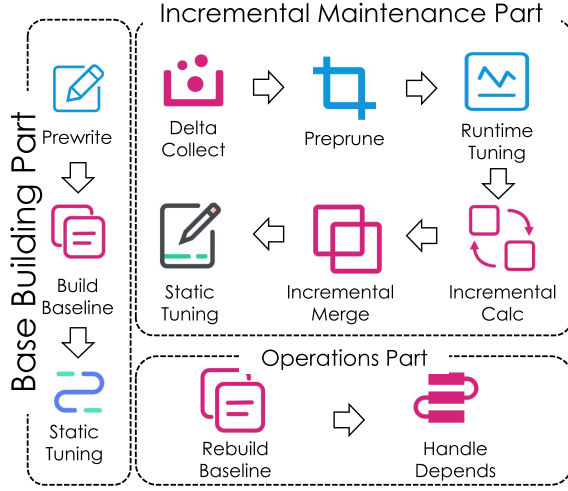 Base Building Part
Prewrite
Build
Baseline
Static
Tuning
Incremental Maintenance Part
Delta
Collect
Preprune
Runtime
Tuning
Static
Tuning
Incremental
Merge
Incremental
Calc
Operations Part
Rebuild
Baseline
Handle
Depends